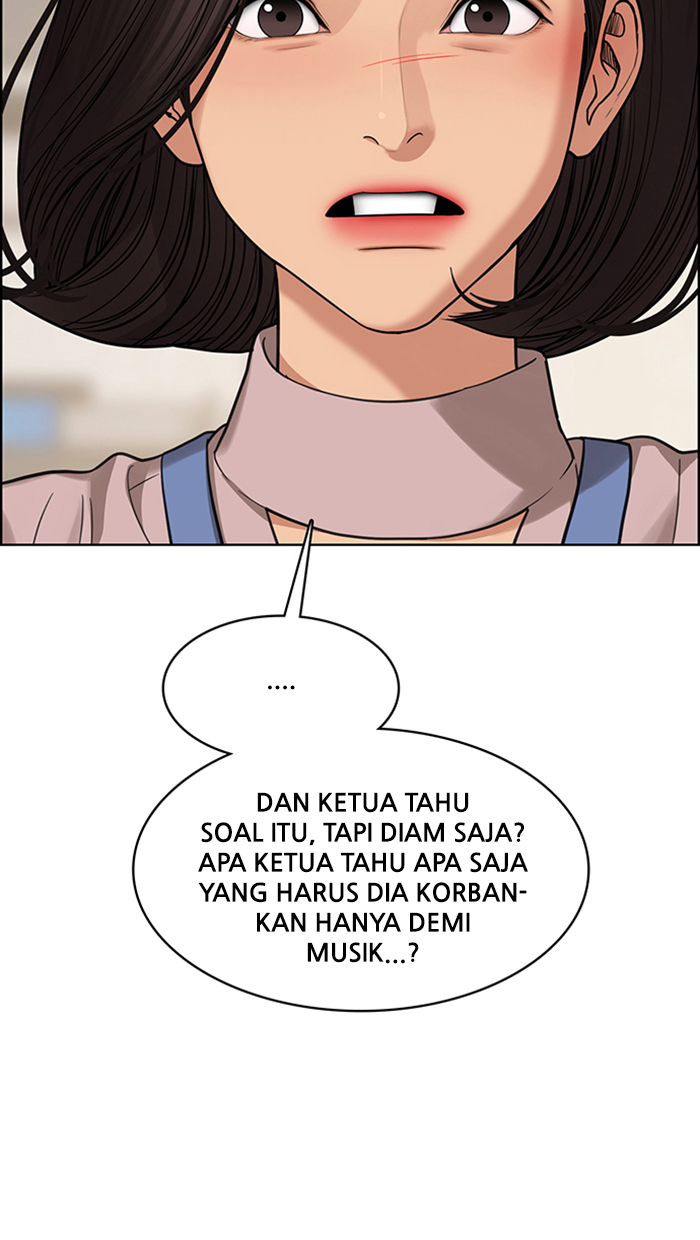 ....
DAN KETUA TAHU
SOAL ITU, TAPI DIAM SAJA?
APA KETUA TAHU APA SAJA
YANG HARUS DIA KORBAN-
KAN HANYA DEMI
MUSIK...?